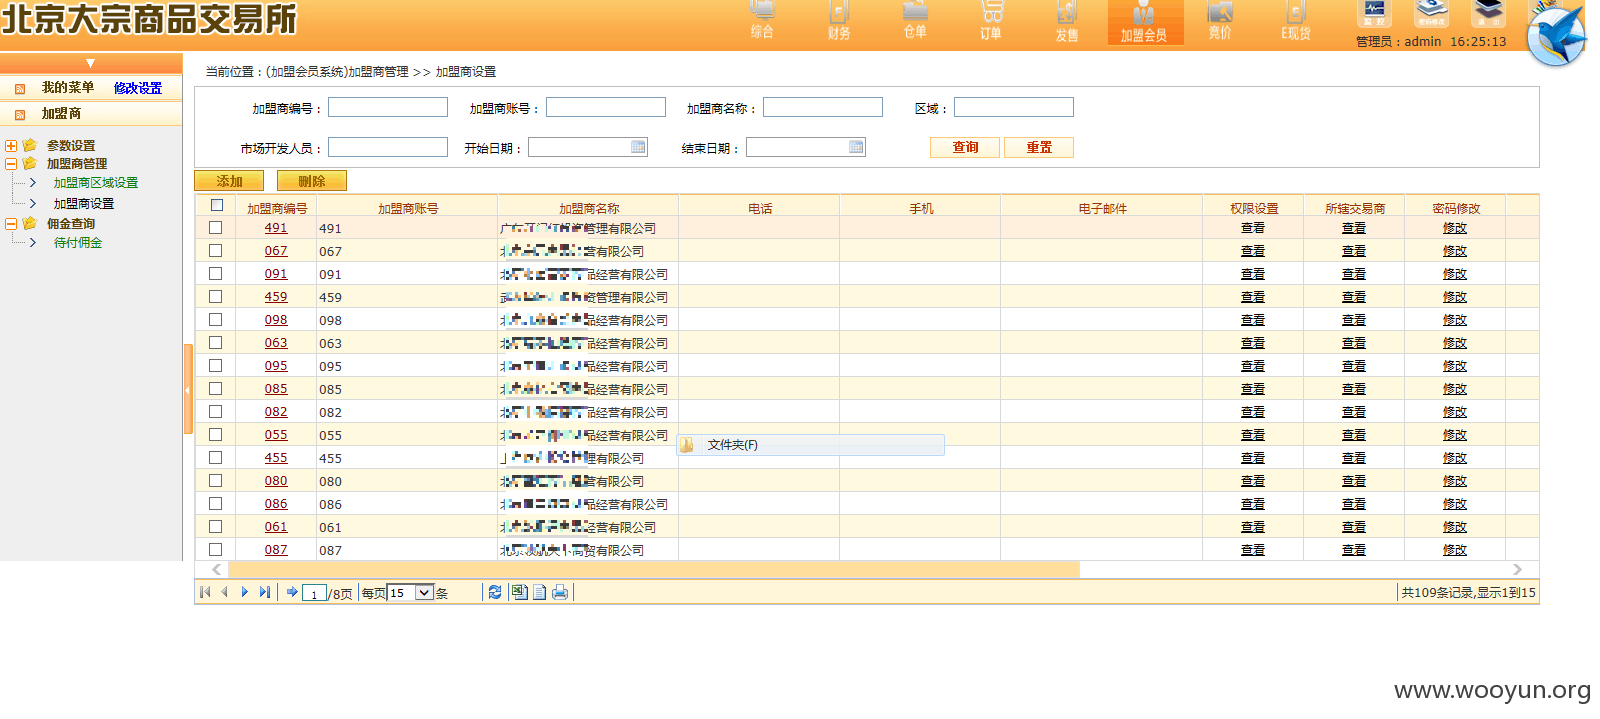 北京大宗商品交易所
综合 财务 仓单 订单 发售 加盟会员 竞价 E现货
监控 密码修改 退出
管理员：admin 16:25:13
我的菜单 修改设置
加盟商
参数设置
加盟商管理
加盟商区域设置
加盟商设置
佣金查询
待付佣金
当前位置：(加盟会员系统)加盟商管理 >> 加盟商设置
加盟商编号： 加盟商账号： 加盟商名称： 区域：
市场开发人员： 开始日期： 结束日期： 查询 重置
添加 删除
加盟商编号 加盟商账号 加盟商名称 电话 手机 电子邮件 权限设置 所辖交易商 密码修改
491 491 管理有限公司 查看 查看 修改
067 067 营有限公司 查看 查看 修改
091 091 品经营有限公司 查看 查看 修改
459 459 资管理有限公司 查看 查看 修改
098 098 品经营有限公司 查看 查看 修改
063 063 品经营有限公司 查看 查看 修改
095 095 品经营有限公司 查看 查看 修改
085 085 品经营有限公司 查看 查看 修改
082 082 品经营有限公司 查看 查看 修改
055 055 品经营有限公司 查看 查看 修改
文件夹(F)
455 455 理有限公司 查看 查看 修改
080 080 营有限公司 查看 查看 修改
086 086 品经营有限公司 查看 查看 修改
061 061 经营有限公司 查看 查看 修改
087 087 商贸有限公司 查看 查看 修改
1 /8页 每页 15 条 共109条记录,显示1到15
www.wooyun.org